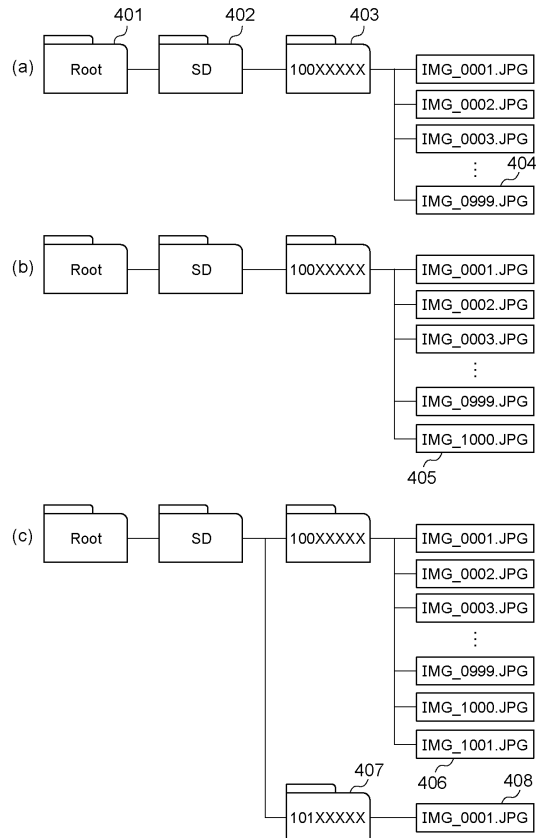 401 402 403
(a) Root SD 100XXXXX IMG_0001.JPG
IMG_0002.JPG
IMG_0003.JPG
⋮ 404
IMG_0999.JPG
(b) Root SD 100XXXXX IMG_0001.JPG
IMG_0002.JPG
IMG_0003.JPG
⋮
IMG_0999.JPG
IMG_1000.JPG
405
(c) Root SD 100XXXXX IMG_0001.JPG
IMG_0002.JPG
IMG_0003.JPG
⋮
IMG_0999.JPG
IMG_1000.JPG
IMG_1001.JPG
407 406 408
101XXXXX IMG_0001.JPG